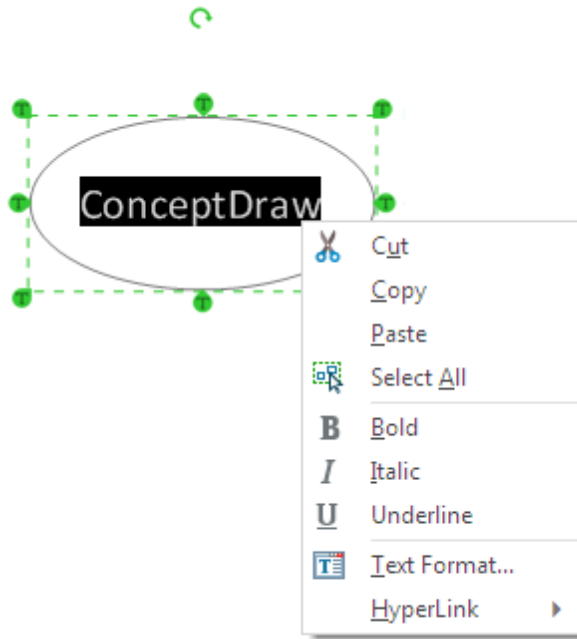 ConceptDraw
Cut
Copy
Paste
Select All
Bold
Italic
Underline
Text Format...
HyperLink